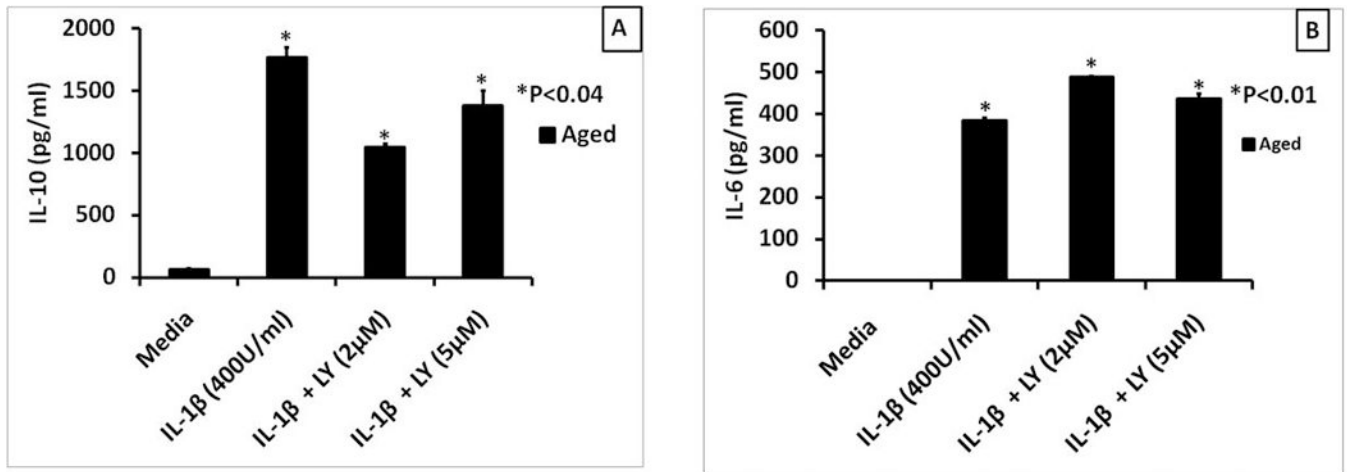 A
2000
1500
1000
500
0
IL-10 (pg/ml)
*
*
*
*P<0.04
Aged
Media
IL-1β (400U/ml)
IL-1β + LY (2μM)
IL-1β + LY (5μM)
B
600
500
400
300
200
100
0
IL-6 (pg/ml)
*
*
*
*P<0.01
Aged
Media
IL-1β (400U/ml)
IL-1β + LY (2μM)
IL-1β + LY (5μM)